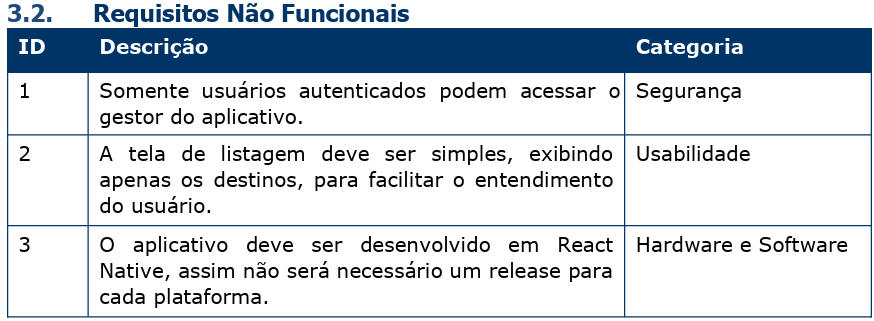 3.2. Requisitos Não Funcionais
ID Descrição Categoria
1 Somente usuários autenticados podem acessar o Segurança
gestor do aplicativo.
2 A tela de listagem deve ser simples, exibindo Usabilidade
apenas os destinos, para facilitar o entendimento
do usuário.
3 O aplicativo deve ser desenvolvido em React Hardware e Software
Native, assim não será necessário um release para
cada plataforma.